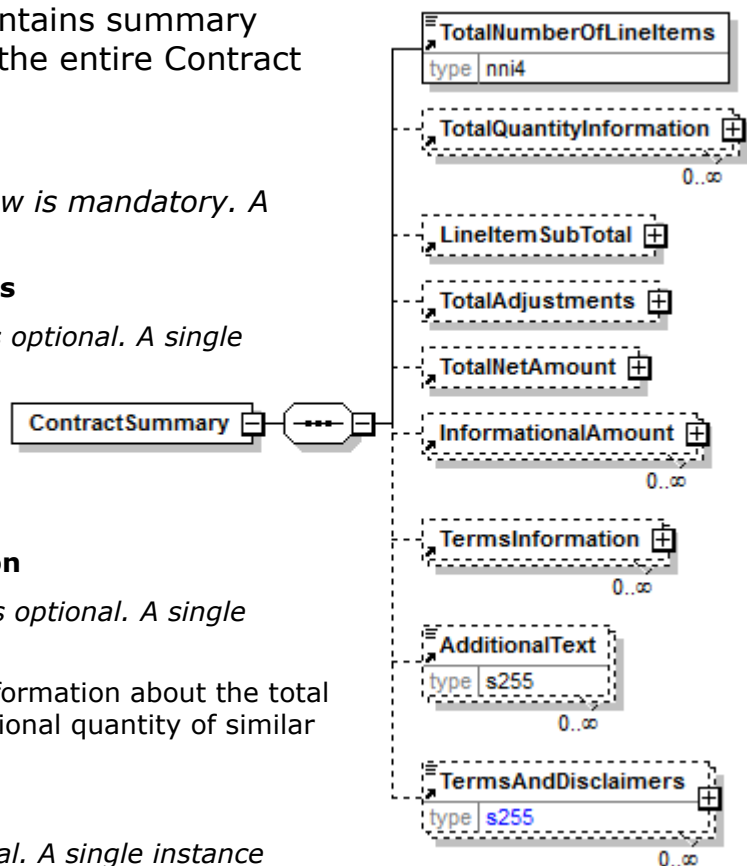 ntains summary
the entire Contract
w is mandatory. A
s
s optional. A single
on
s optional. A single
formation about the total
ional quantity of similar
al. A single instance
ContractSummary
TotalNumberOfLineItems
type nni4
TotalQuantityInformation
0..∞
LineItemSubTotal
TotalAdjustments
TotalNetAmount
InformationalAmount
0..∞
TermsInformation
0..∞
AdditionalText
type s255
0..∞
TermsAndDisclaimers
type s255
0..∞